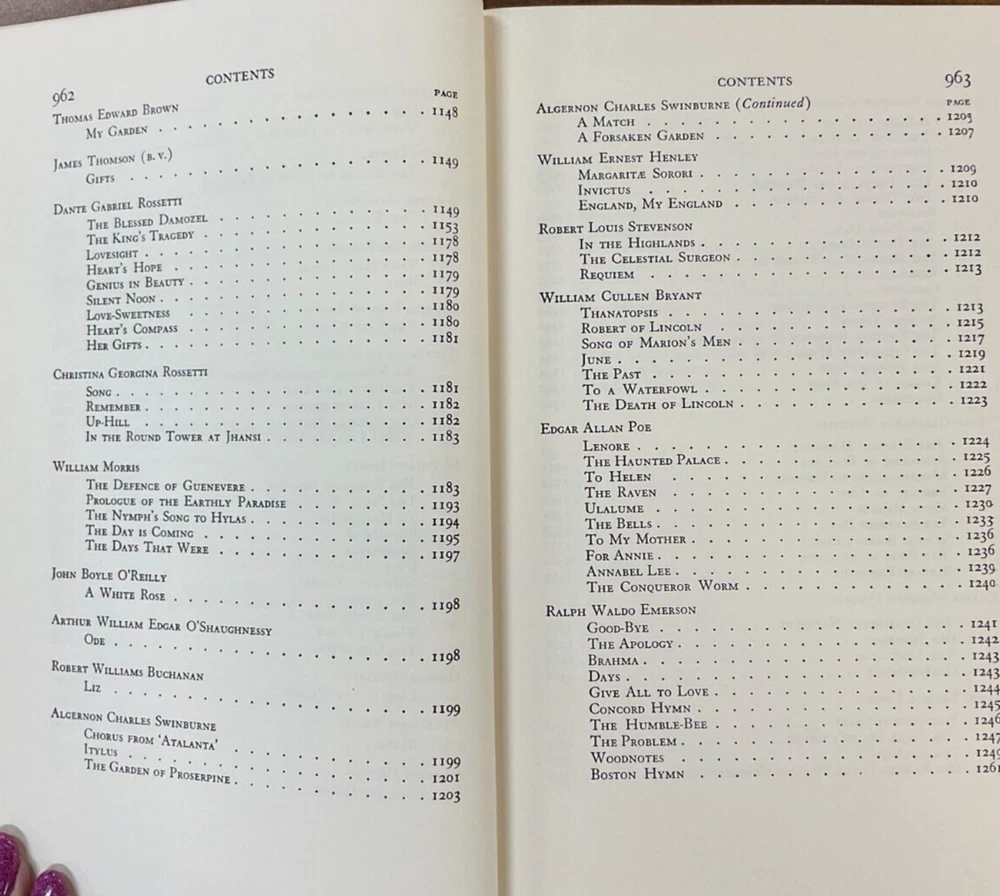 962 CONTENTS
PAGE
THOMAS EDWARD BROWN
MY GARDEN . . . . . . . . . . . . . . . . 1148
JAMES THOMSON (B. V.)
GIFTS . . . . . . . . . . . . . . . . 1149
DANTE GABRIEL ROSSETTI
THE BLESSED DAMOZEL . . . . . . . . . . . . 1149
THE KING'S TRAGEDY . . . . . . . . . . . . 1153
LOVESIGHT . . . . . . . . . . . . . . . . 1178
HEART'S HOPE . . . . . . . . . . . . . . 1178
GENIUS IN BEAUTY . . . . . . . . . . . . . 1179
SILENT NOON . . . . . . . . . . . . . . . 1179
LOVE-SWEETNESS . . . . . . . . . . . . . . 1180
HEART'S COMPASS . . . . . . . . . . . . . 1180
HER GIFTS . . . . . . . . . . . . . . . . 1181
CHRISTINA GEORGINA ROSSETTI
SONG . . . . . . . . . . . . . . . . . . 1181
REMEMBER . . . . . . . . . . . . . . . . 1182
UP-HILL . . . . . . . . . . . . . . . . 1182
IN THE ROUND TOWER AT JHANSI . . . . . . . . . 1183
WILLIAM MORRIS
THE DEFENCE OF GUENEVERE . . . . . . . . . . 1183
PROLOGUE OF THE EARTHLY PARADISE . . . . . . . . 1193
THE NYMPH'S SONG TO HYLAS . . . . . . . . . . 1194
THE DAY IS COMING . . . . . . . . . . . . 1195
THE DAYS THAT WERE . . . . . . . . . . . . 1197
JOHN BOYLE O'REILLY
A WHITE ROSE . . . . . . . . . . . . . . 1198
ARTHUR WILLIAM EDGAR O'SHAUGHNESSY
ODE . . . . . . . . . . . . . . . . . 1198
ROBERT WILLIAMS BUCHANAN
LIZ . . . . . . . . . . . . . . . . . 1199
ALGERNON CHARLES SWINBURNE
CHORUS FROM 'ATALANTA' . . . . . . . . . . . 1199
ITYLUS . . . . . . . . . . . . . . . . 1201
THE GARDEN OF PROSERPINE . . . . . . . . . . 1203
CONTENTS 963
PAGE
ALGERNON CHARLES SWINBURNE (Continued)
A MATCH . . . . . . . . . . . . . . . . 1205
A FORSAKEN GARDEN . . . . . . . . . . . . 1207
WILLIAM ERNEST HENLEY
MARGARITÆ SORORI . . . . . . . . . . . . . 1209
INVICTUS . . . . . . . . . . . . . . . 1210
ENGLAND, MY ENGLAND . . . . . . . . . . . 1210
ROBERT LOUIS STEVENSON
IN THE HIGHLANDS . . . . . . . . . . . . . 1212
THE CELESTIAL SURGEON . . . . . . . . . . . 1212
REQUIEM . . . . . . . . . . . . . . . 1213
WILLIAM CULLEN BRYANT
THANATOPSIS . . . . . . . . . . . . . . 1213
ROBERT OF LINCOLN . . . . . . . . . . . . 1215
SONG OF MARION'S MEN . . . . . . . . . . . 1217
JUNE . . . . . . . . . . . . . . . . . 1219
THE PAST . . . . . . . . . . . . . . . 1221
TO A WATERFOWL . . . . . . . . . . . . . 1222
THE DEATH OF LINCOLN . . . . . . . . . . . 1223
EDGAR ALLAN POE
LENORE . . . . . . . . . . . . . . . . 1224
THE HAUNTED PALACE . . . . . . . . . . . . 1225
TO HELEN . . . . . . . . . . . . . . . 1226
THE RAVEN . . . . . . . . . . . . . . . 1227
ULALUME . . . . . . . . . . . . . . . 1230
THE BELLS . . . . . . . . . . . . . . . 1233
TO MY MOTHER . . . . . . . . . . . . . . 1236
FOR ANNIE . . . . . . . . . . . . . . . 1236
ANNABEL LEE . . . . . . . . . . . . . . 1239
THE CONQUEROR WORM . . . . . . . . . . . . 1240
RALPH WALDO EMERSON
GOOD-BYE . . . . . . . . . . . . . . . 1241
THE APOLOGY . . . . . . . . . . . . . . 1242
BRAHMA . . . . . . . . . . . . . . . . 1243
DAYS . . . . . . . . . . . . . . . . . 1243
GIVE ALL TO LOVE . . . . . . . . . . . . . 1244
CONCORD HYMN . . . . . . . . . . . . . . 1245
THE HUMBLE-BEE . . . . . . . . . . . . . 1246
THE PROBLEM . . . . . . . . . . . . . . 1247
WOODNOTES . . . . . . . . . . . . . . . 1249
BOSTON HYMN . . . . . . . . . . . . . . 1261